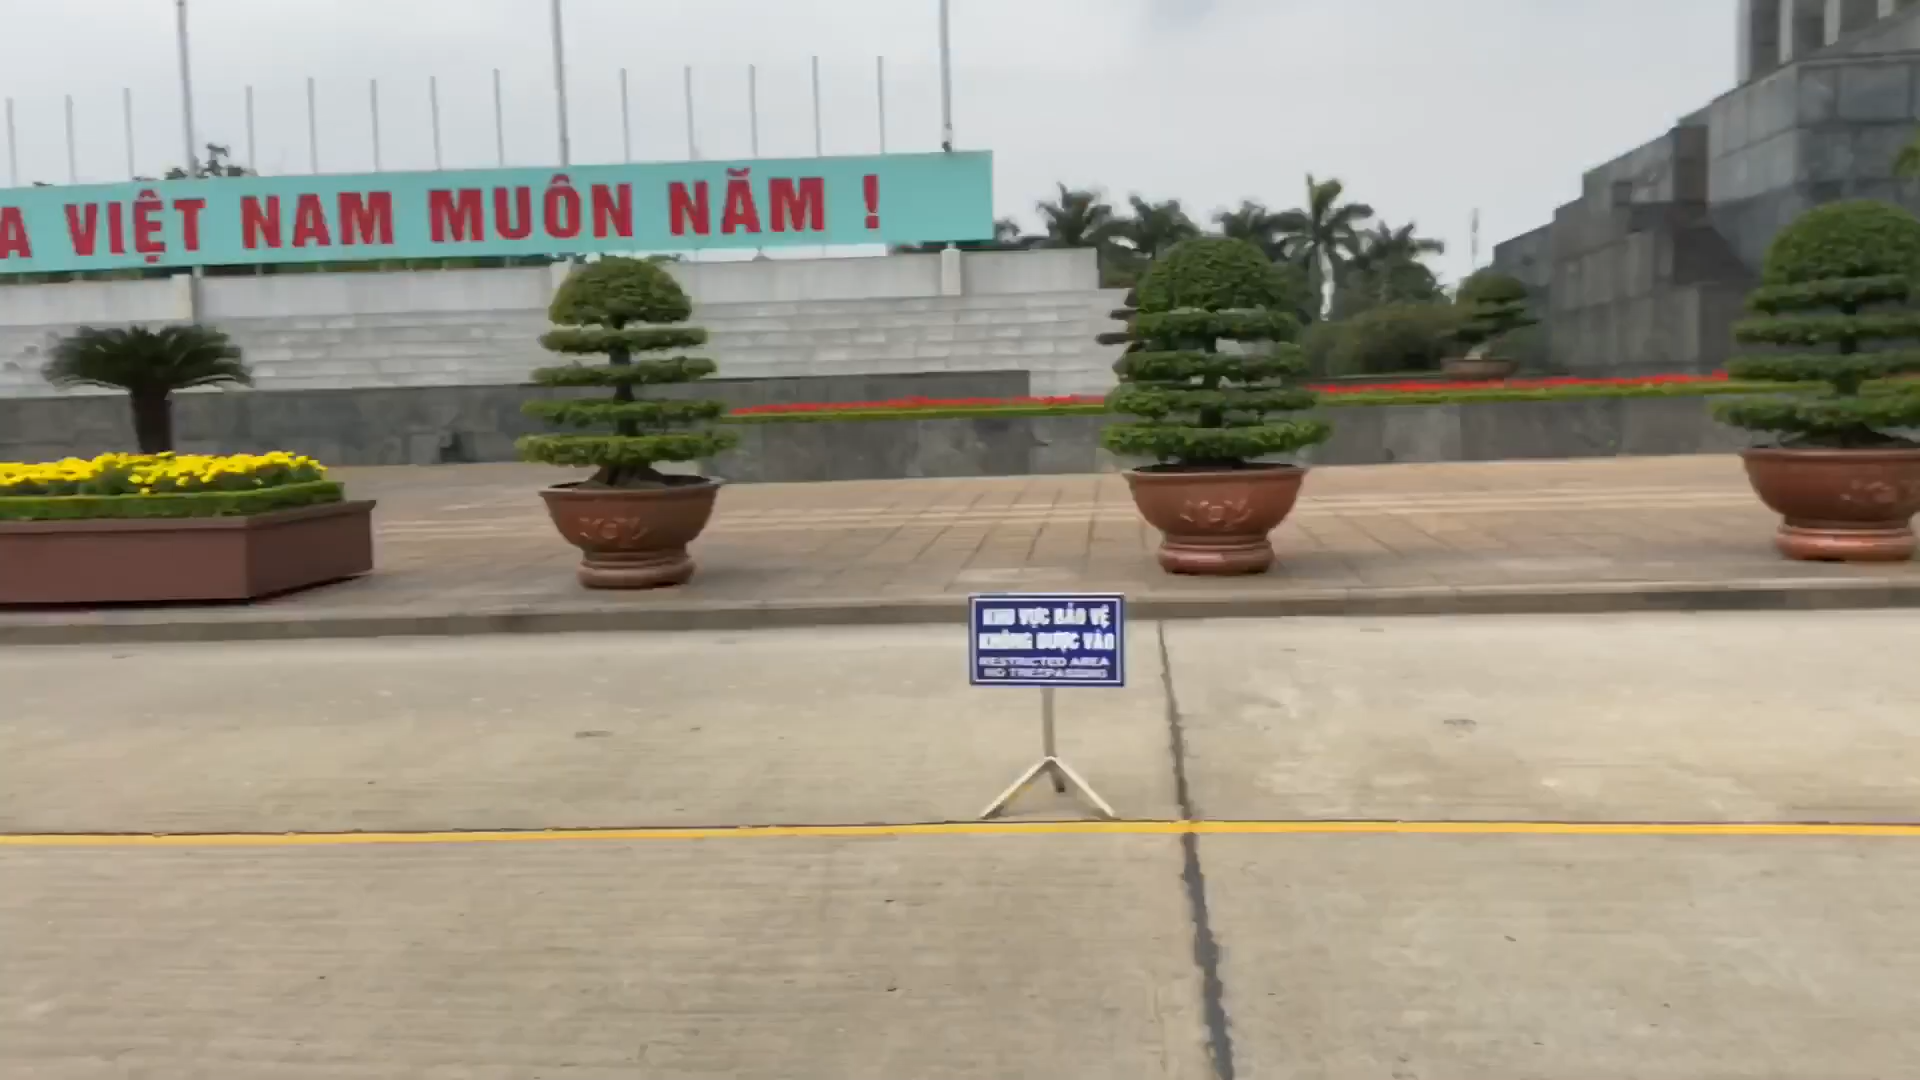 A VIỆT NAM MUÔN NĂM !
KHU VỰC BẢO VỆ
KHÔNG ĐƯỢC VÀO
RESTRICTED AREA
NO TRESPASSING